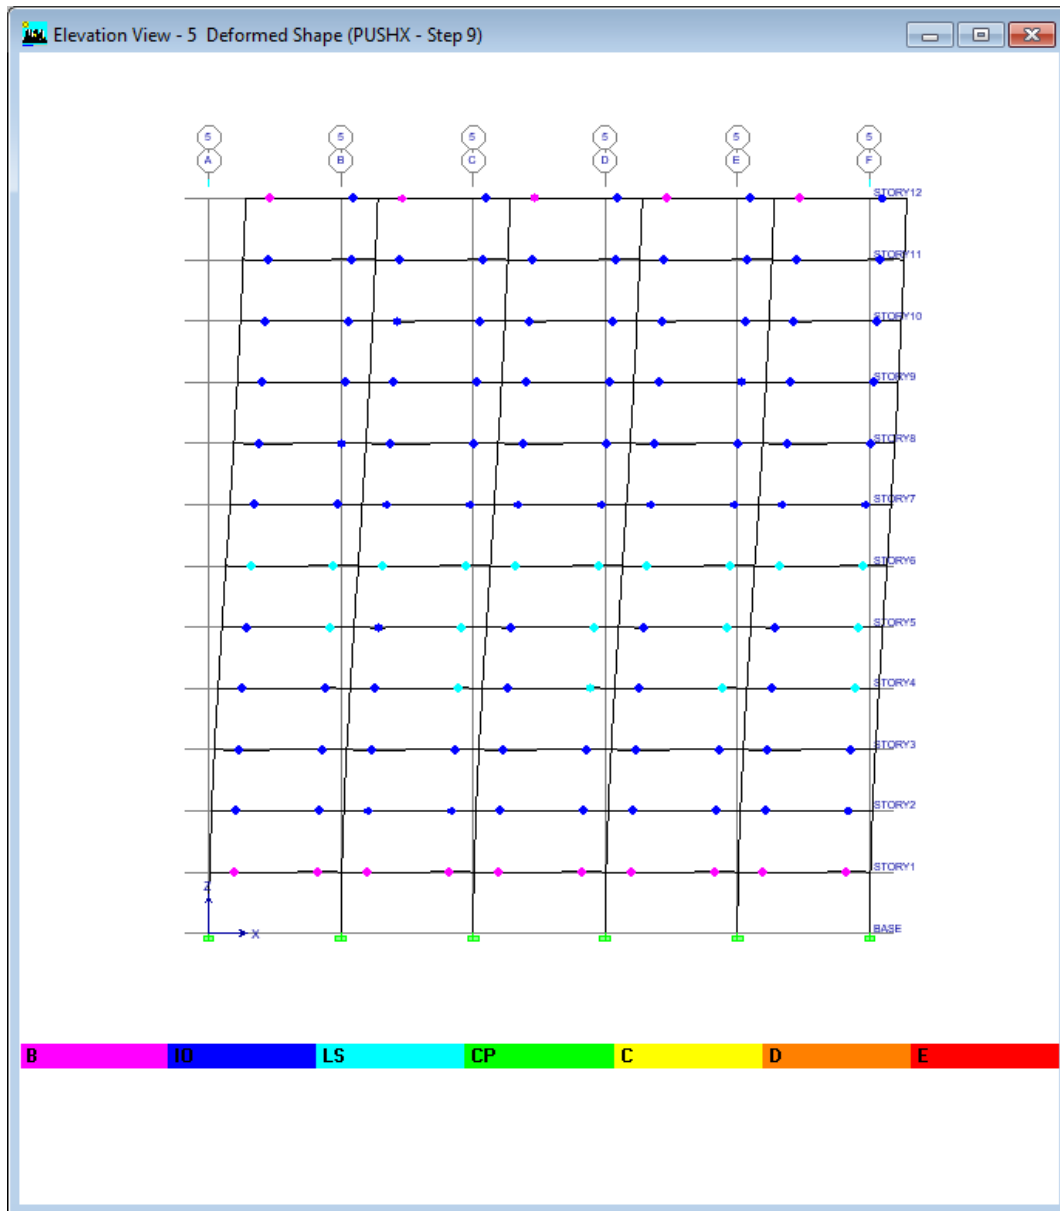 Elevation View - 5 Deformed Shape (PUSHX - Step 9)
5 5 5 5 5 5
A B C D E F
STORY12
STORY11
STORY10
STORY9
STORY8
STORY7
STORY6
STORY5
STORY4
STORY3
STORY2
STORY1
Z
X
BASE
B IO LS CP C D E